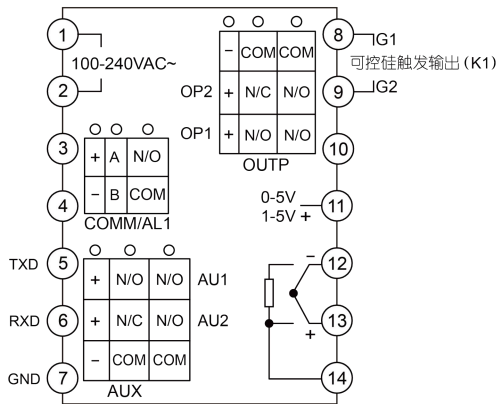 1
8
G1
100-240VAC~
可控硅触发输出(K1)
2
9
G2
− COM COM
OP2 + N/C N/O
OP1 + N/O N/O
OUTP
3
10
+ A N/O
− B COM
COMM/AL1
4
0-5V
1-5V +
11
TXD 5
+ N/O N/O AU1
− 12
RXD 6
+ N/C N/O AU2
13
+
GND 7
− COM COM
14
AUX